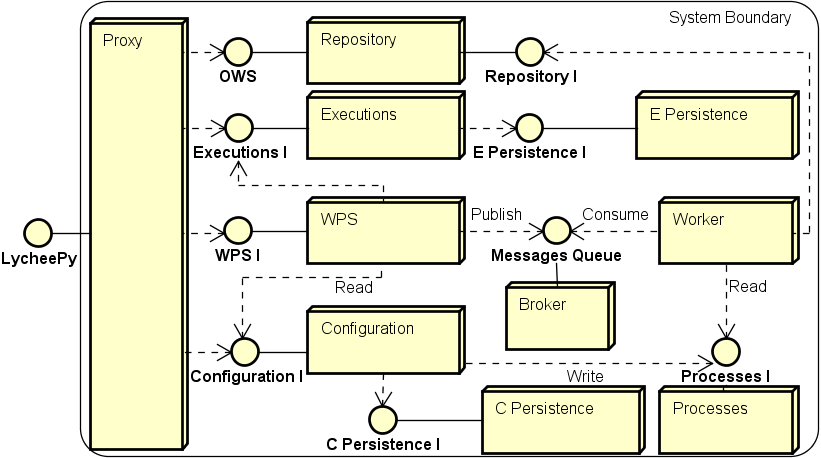 System Boundary
Proxy
Repository
OWS
Repository I
Executions
E Persistence
Executions I
E Persistence I
WPS
Publish
Consume
Worker
LycheePy
WPS I
Messages Queue
Read
Read
Broker
Configuration
Configuration I
Write
Processes I
C Persistence
Processes
C Persistence I